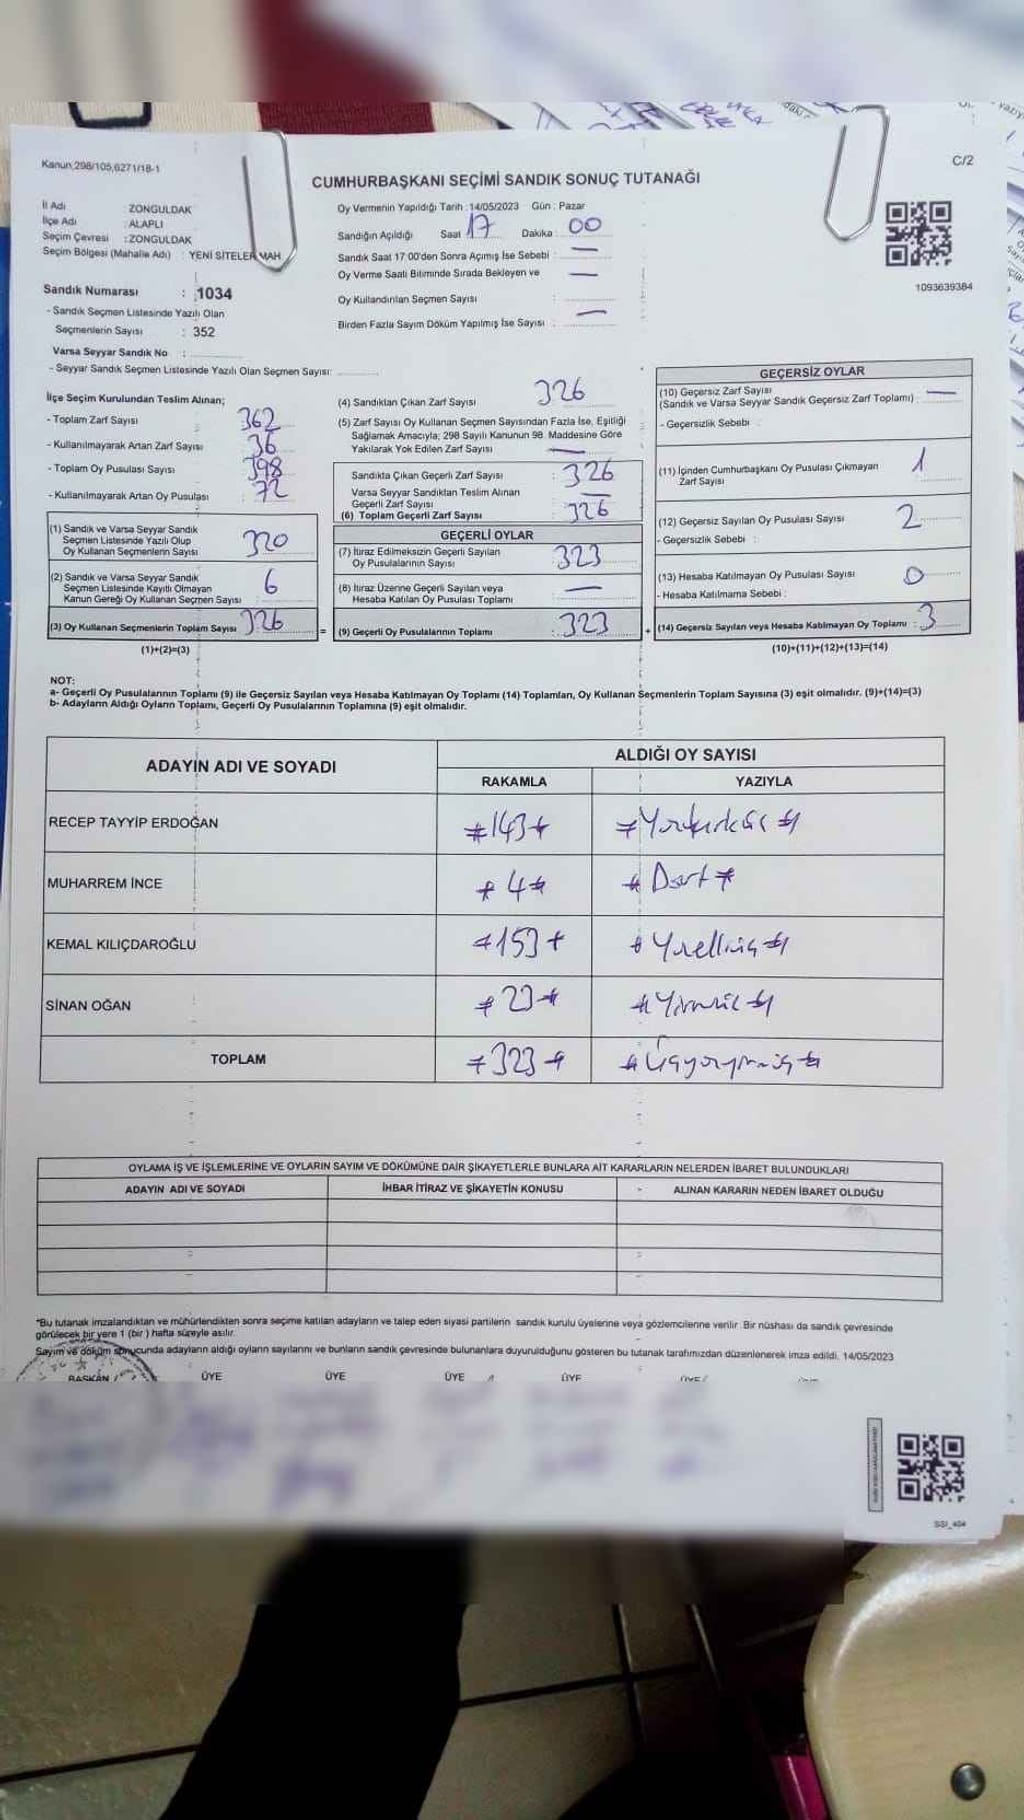 Kanun,298/105,6271/18-1
C/2
CUMHURBAŞKANI SEÇİMİ SANDIK SONUÇ TUTANAĞI
İl Adı : ZONGULDAK
İlçe Adı : ALAPLI
Seçim Çevresi : ZONGULDAK
Seçim Bölgesi (Mahalle Adı) : YENİ SİTELER MAH.
Sandık Numarası : 1034
- Sandık Seçmen Listesinde Yazılı Olan
Seçmenlerin Sayısı : 352
Varsa Seyyar Sandık No :
- Seyyar Sandık Seçmen Listesinde Yazılı Olan Seçmen Sayısı:
Oy Vermenin Yapıldığı Tarih : 14/05/2023 Gün : Pazar
Sandığın Açıldığı Saat 17 Dakika : 00
Sandık Saat 17:00'den Sonra Açımış İse Sebebi : —
Oy Verme Saati Bitiminde Sırada Bekleyen ve —
Oy Kullandırılan Seçmen Sayısı :
Birden Fazla Sayım Döküm Yapılmış İse Sayısı : —
1093639384
İlçe Seçim Kurulundan Teslim Alınan;
- Toplam Zarf Sayısı : 362
- Kullanılmayarak Artan Zarf Sayısı : 36
- Toplam Oy Pusulası Sayısı : 398
- Kullanılmayarak Artan Oy Pusulası : 72
(1) Sandık ve Varsa Seyyar Sandık
Seçmen Listesinde Yazılı Olup
Oy Kullanan Seçmenlerin Sayısı : 320
(2) Sandık ve Varsa Seyyar Sandık
Seçmen Listesinde Kayıtlı Olmayan
Kanun Gereği Oy Kullanan Seçmen Sayısı : 6
(3) Oy Kullanan Seçmenlerin Toplam Sayısı : 326
(1)+(2)=(3)
(4) Sandıktan Çıkan Zarf Sayısı : 326
(5) Zarf Sayısı Oy Kullanan Seçmen Sayısından Fazla İse, Eşitliği
Sağlamak Amacıyla; 298 Sayılı Kanunun 98. Maddesine Göre
Yakılarak Yok Edilen Zarf Sayısı : —
Sandıkta Çıkan Geçerli Zarf Sayısı : 326
Varsa Seyyar Sandıktan Teslim Alınan
Geçerli Zarf Sayısı : —
(6) Toplam Geçerli Zarf Sayısı : 326
GEÇERLİ OYLAR
(7) İtiraz Edilmeksizin Geçerli Sayılan
Oy Pusulalarının Sayısı : 323
(8) İtiraz Üzerine Geçerli Sayılan veya
Hesaba Katılan Oy Pusulası Toplamı : —
= (9) Geçerli Oy Pusulalarının Toplamı : 323
GEÇERSİZ OYLAR
(10) Geçersiz Zarf Sayısı
(Sandık ve Varsa Seyyar Sandık Geçersiz Zarf Toplamı) : —
- Geçersizlik Sebebi :
(11) İçinden Cumhurbaşkanı Oy Pusulası Çıkmayan
Zarf Sayısı : 1
(12) Geçersiz Sayılan Oy Pusulası Sayısı : 2
- Geçersizlik Sebebi :
(13) Hesaba Katılmayan Oy Pusulası Sayısı : 0
- Hesaba Katılmama Sebebi :
+ (14) Geçersiz Sayılan veya Hesaba Katılmayan Oy Toplamı : 3
(10)+(11)+(12)+(13)=(14)
NOT:
a- Geçerli Oy Pusulalarının Toplamı (9) ile Geçersiz Sayılan veya Hesaba Katılmayan Oy Toplamı (14) Toplamları, Oy Kullanan Seçmenlerin Toplam Sayısına (3) eşit olmalıdır. (9)+(14)=(3)
b- Adayların Aldığı Oyların Toplamı, Geçerli Oy Pusulalarının Toplamına (9) eşit olmalıdır.
ADAYIN ADI VE SOYADI
ALDIĞI OY SAYISI
RAKAMLA YAZIYLA
RECEP TAYYİP ERDOĞAN #143# #Yüzkırküç#
MUHARREM İNCE #4# #Dört#
KEMAL KILIÇDAROĞLU #153# #Yüzelliüç#
SİNAN OĞAN #23# #Yirmiüç#
TOPLAM #323# #Üçyüzyirmiüç#
OYLAMA İŞ VE İŞLEMLERİNE VE OYLARIN SAYIM VE DÖKÜMÜNE DAİR ŞİKAYETLERLE BUNLARA AİT KARARLARIN NELERDEN İBARET BULUNDUKLARI
ADAYIN ADI VE SOYADI İHBAR İTİRAZ VE ŞİKAYETİN KONUSU ALINAN KARARIN NEDEN İBARET OLDUĞU
*Bu tutanak imzalandıktan ve mühürlendikten sonra seçime katılan adayların ve talep eden siyasi partilerin sandık kurulu üyelerine veya gözlemcilerine verilir. Bir nüshası da sandık çevresinde
görülecek bir yere 1 (bir ) hafta süreyle asılır.
Sayım ve döküm sonucunda adayların aldığı oyların sayılarını ve bunların sandık çevresinde bulunanlara duyurulduğunu gösteren bu tutanak tarafımızdan düzenlenerek imza edildi. 14/05/2023
BAŞKAN ÜYE ÜYE ÜYE ÜYE ÜYE
SSI_404